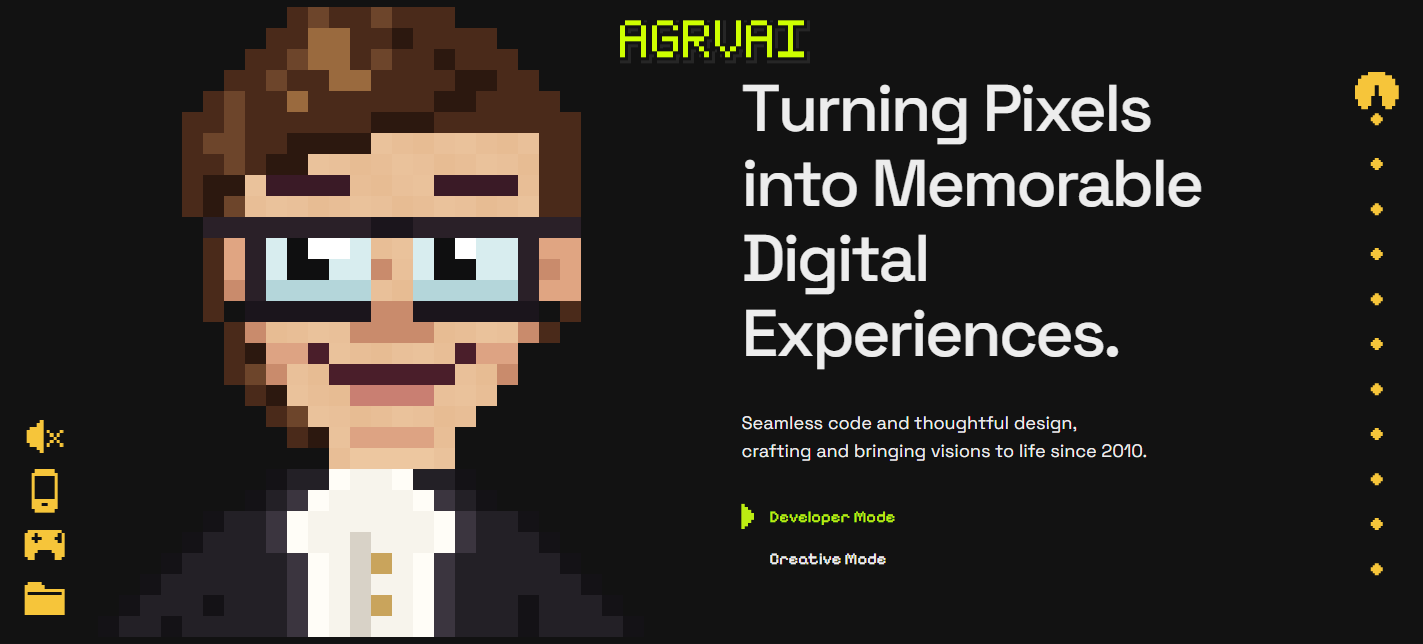 AGRVAI
Turning Pixels
into Memorable
Digital
Experiences.
Seamless code and thoughtful design,
crafting and bringing visions to life since 2010.
Developer Mode
Creative Mode